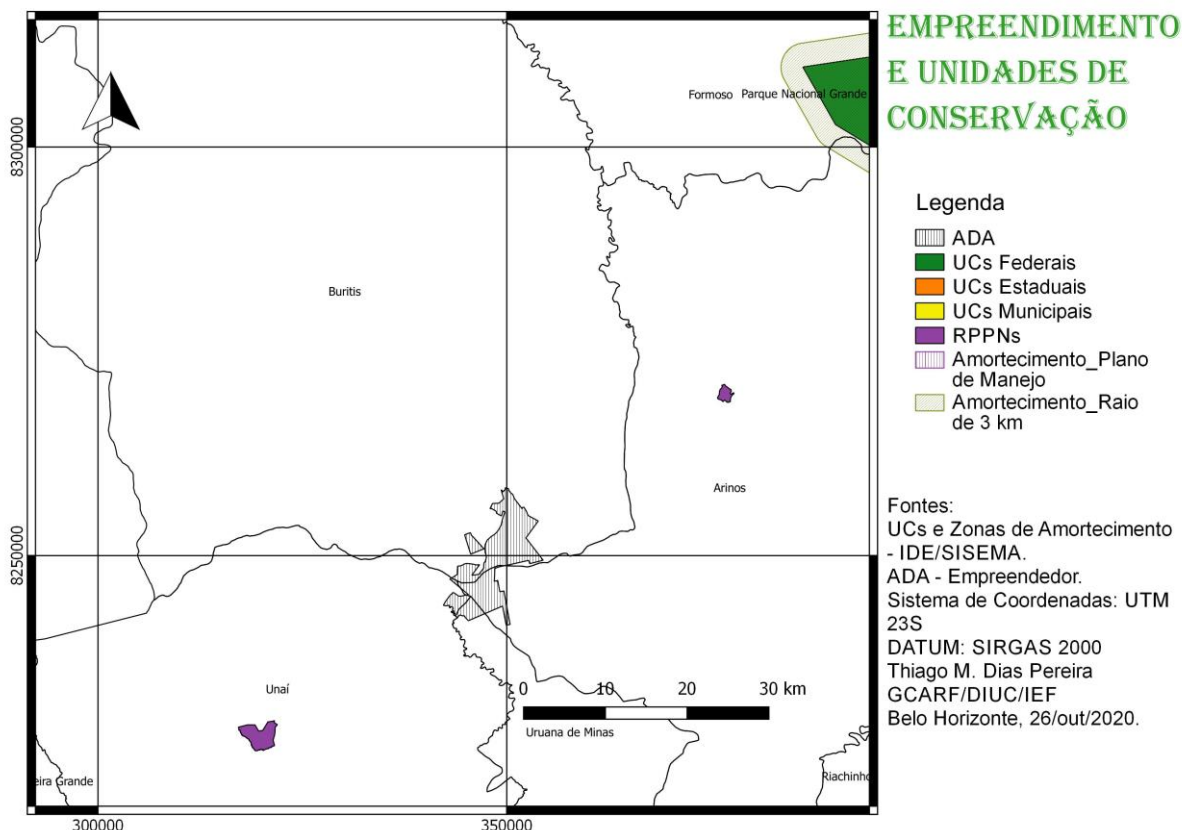 EMPREENDIMENTO
E UNIDADES DE
CONSERVAÇÃO
Formoso
Parque Nacional Grande
8300000
Buritis
Arinos
8250000
Unaí
0 10 20 30 km
Uruana de Minas
eira Grande
Riachinho
300000
350000
Legenda
ADA
UCs Federais
UCs Estaduais
UCs Municipais
RPPNs
Amortecimento_Plano
de Manejo
Amortecimento_Raio
de 3 km
Fontes:
UCs e Zonas de Amortecimento
- IDE/SISEMA.
ADA - Empreendedor.
Sistema de Coordenadas: UTM
23S
DATUM: SIRGAS 2000
Thiago M. Dias Pereira
GCARF/DIUC/IEF
Belo Horizonte, 26/out/2020.